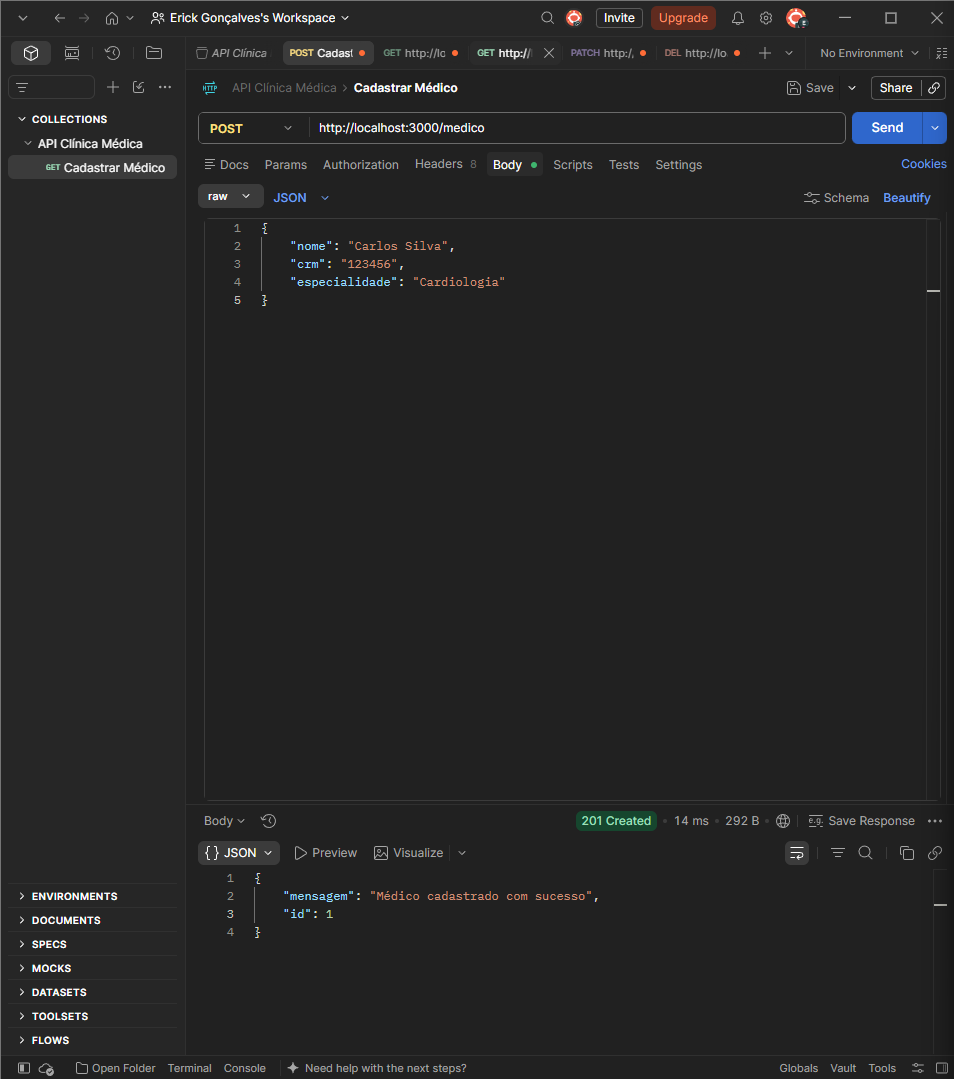 Erick Gonçalves's Workspace
Invite
Upgrade
API Clínica
POST Cadast
GET http://lo
GET http://l
PATCH http:/
DEL http://lo
No Environment
COLLECTIONS
API Clínica Médica
GET Cadastrar Médico
HTTP
API Clínica Médica > Cadastrar Médico
Save
Share
POST
http://localhost:3000/medico
Send
Docs
Params
Authorization
Headers 8
Body
Scripts
Tests
Settings
Cookies
raw
JSON
Schema
Beautify
1 {
2 "nome": "Carlos Silva",
3 "crm": "123456",
4 "especialidade": "Cardiologia"
5 }
Body
201 Created
14 ms
292 B
e.g. Save Response
{} JSON
Preview
Visualize
1 {
2 "mensagem": "Médico cadastrado com sucesso",
3 "id": 1
4 }
ENVIRONMENTS
DOCUMENTS
SPECS
MOCKS
DATASETS
TOOLSETS
FLOWS
Open Folder
Terminal
Console
Need help with the next steps?
Globals
Vault
Tools